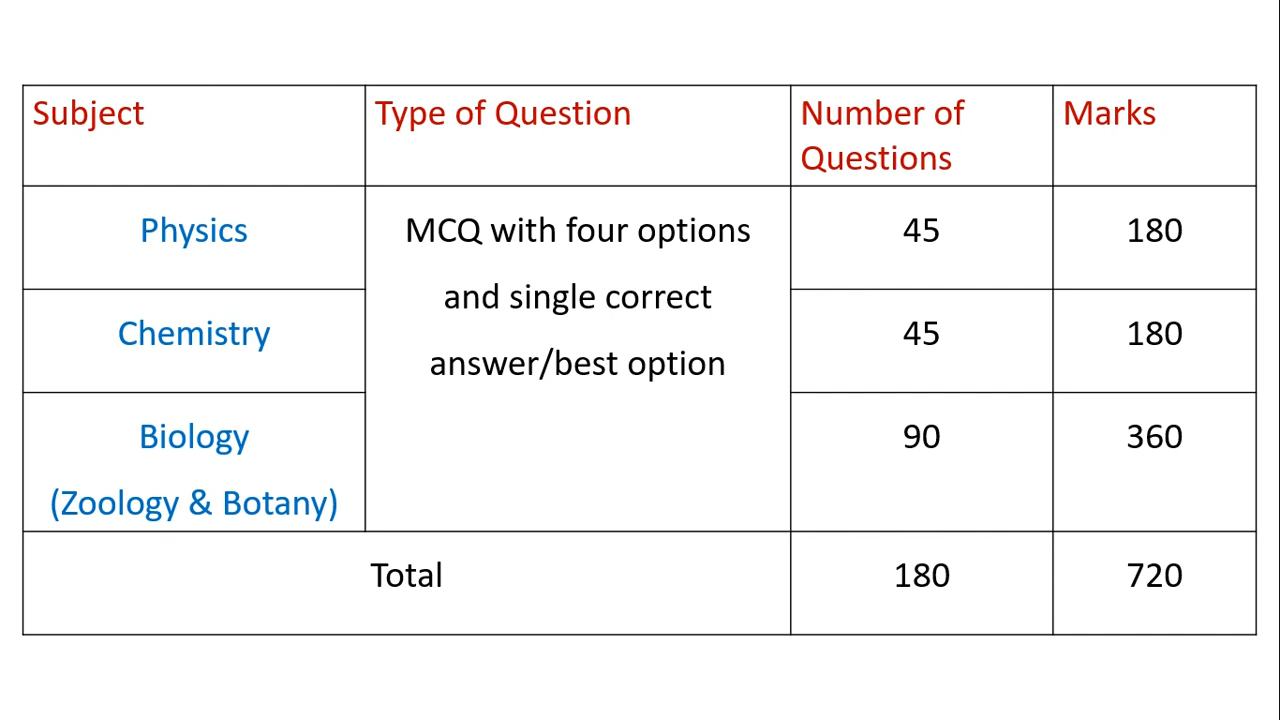 Subject
Type of Question
Number of
Questions
Marks
Physics
MCQ with four options
and single correct
answer/best option
45
180
Chemistry
45
180
Biology
(Zoology & Botany)
90
360
Total
180
720